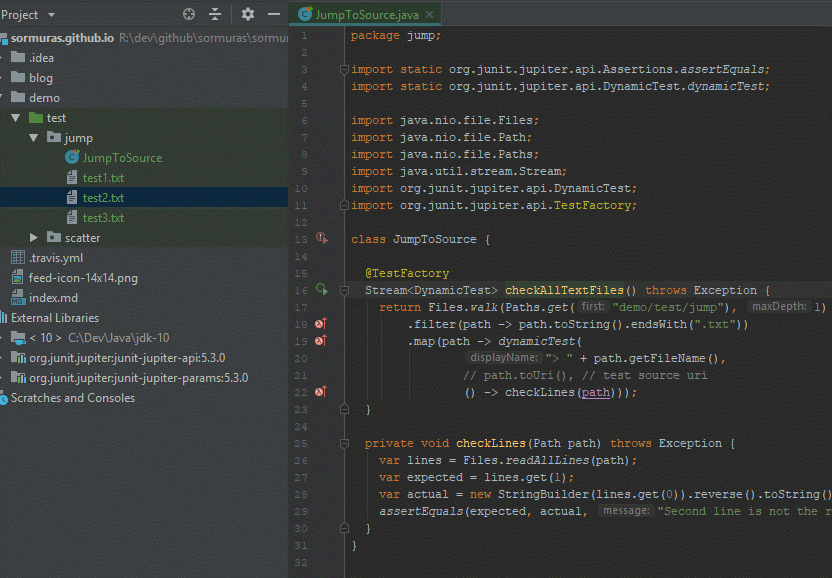 Project
sormuras.github.io R:\dev\github\sormuras\sormu
.idea
blog
demo
test
jump
JumpToSource
test1.txt
test2.txt
test3.txt
scatter
.travis.yml
feed-icon-14x14.png
index.md
External Libraries
< 10 > C:\Dev\Java\jdk-10
org.junit.jupiter:junit-jupiter-api:5.3.0
org.junit.jupiter:junit-jupiter-params:5.3.0
Scratches and Consoles
JumpToSource.java
1 package jump;
2
3 import static org.junit.jupiter.api.Assertions.assertEquals;
4 import static org.junit.jupiter.api.DynamicTest.dynamicTest;
5
6 import java.nio.file.Files;
7 import java.nio.file.Path;
8 import java.nio.file.Paths;
9 import java.util.stream.Stream;
10 import org.junit.jupiter.api.DynamicTest;
11 import org.junit.jupiter.api.TestFactory;
12
13 class JumpToSource {
14
15 @TestFactory
16 Stream<DynamicTest> checkAllTextFiles() throws Exception {
17 return Files.walk(Paths.get( first: "demo/test/jump"), maxDepth: 1)
18 .filter(path -> path.toString().endsWith(".txt"))
19 .map(path -> dynamicTest(
20 displayName: "> " + path.getFileName(),
21 // path.toUri(), // test source uri
22 () -> checkLines(path)));
23 }
24
25 private void checkLines(Path path) throws Exception {
26 var lines = Files.readAllLines(path);
27 var expected = lines.get(1);
28 var actual = new StringBuilder(lines.get(0)).reverse().toString()
29 assertEquals(expected, actual, message: "Second line is not the r
30 }
31 }
32